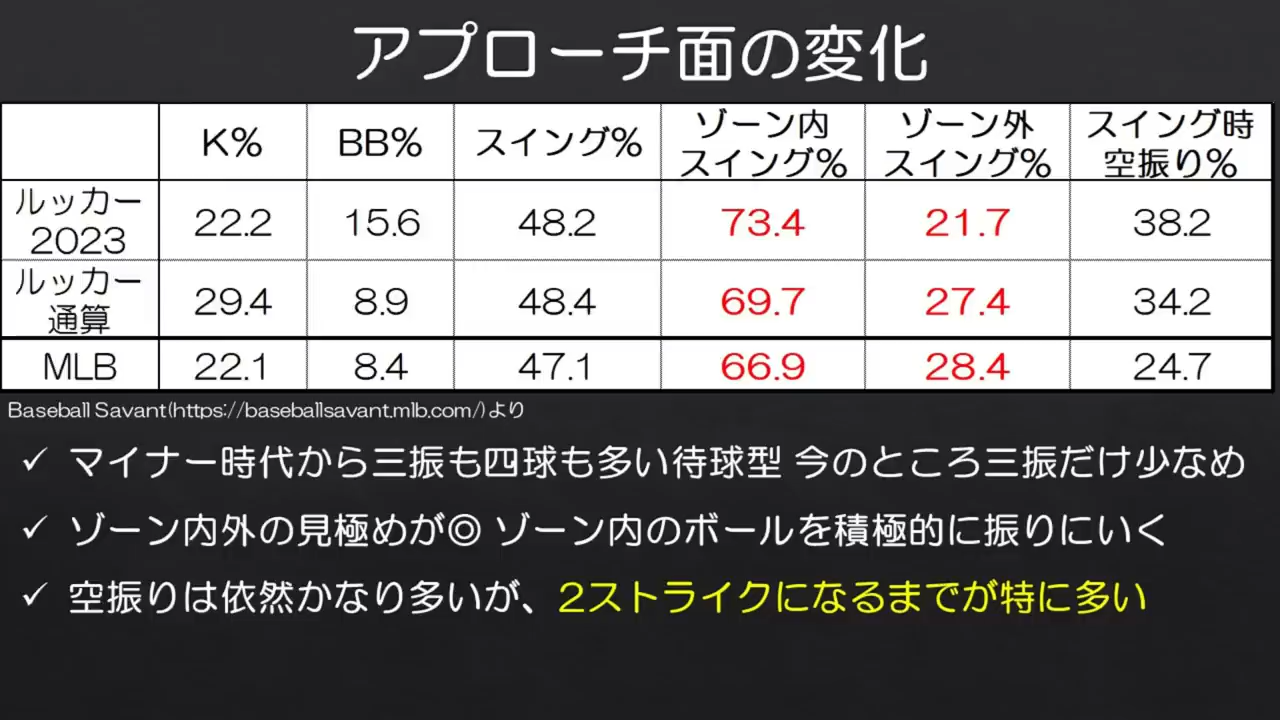 アプローチ面の変化
K% BB% スイング% ゾーン内スイング% ゾーン外スイング% スイング時空振り%
ルッカー2023 22.2 15.6 48.2 73.4 21.7 38.2
ルッカー通算 29.4 8.9 48.4 69.7 27.4 34.2
MLB 22.1 8.4 47.1 66.9 28.4 24.7
Baseball Savant(https://baseballsavant.mlb.com/)より
✓ マイナー時代から三振も四球も多い待球型 今のところ三振だけ少なめ
✓ ゾーン内外の見極めが◎ ゾーン内のボールを積極的に振りにいく
✓ 空振りは依然かなり多いが、2ストライクになるまでが特に多い